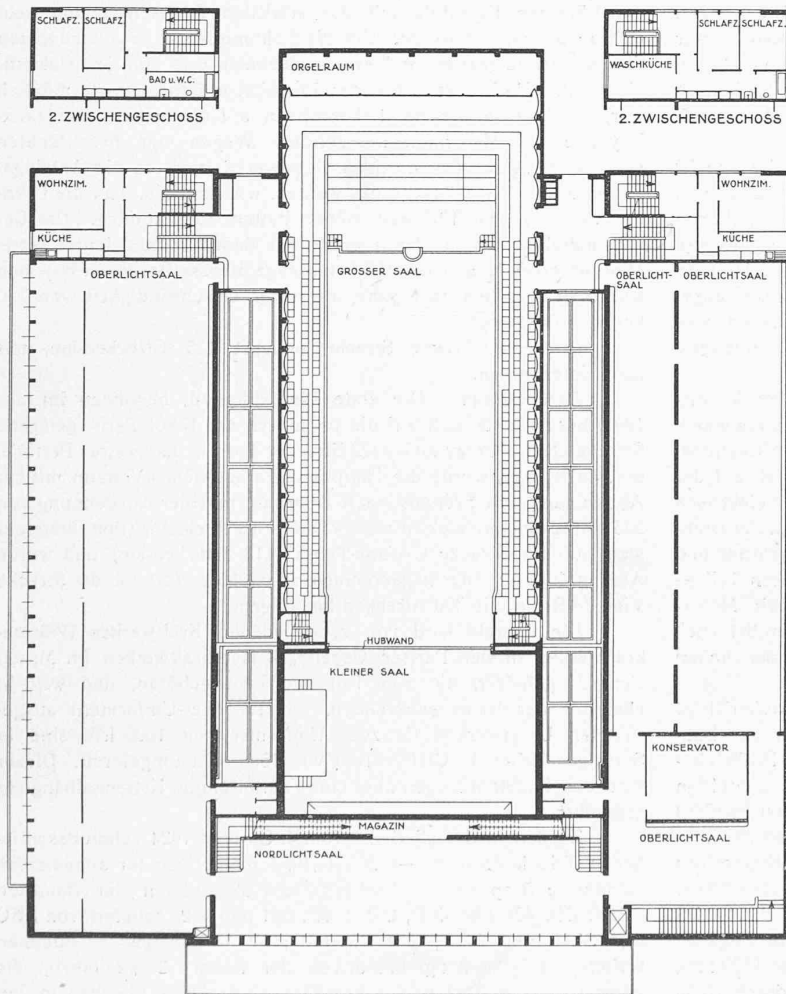 SCHLAFZ. SCHLAFZ.
BAD u. W.C.
2. ZWISCHENGESCHOSS
ORGELRAUM
SCHLAFZ. SCHLAFZ.
WASCHKÜCHE
2. ZWISCHENGESCHOSS
WOHNZIM.
KÜCHE
OBERLICHTSAAL
GROSSER SAAL
WOHNZIM.
KÜCHE
OBERLICHT-
SAAL
OBERLICHTSAAL
HUBWAND
KLEINER SAAL
KONSERVATOR
MAGAZIN
NORDLICHTSAAL
OBERLICHTSAAL